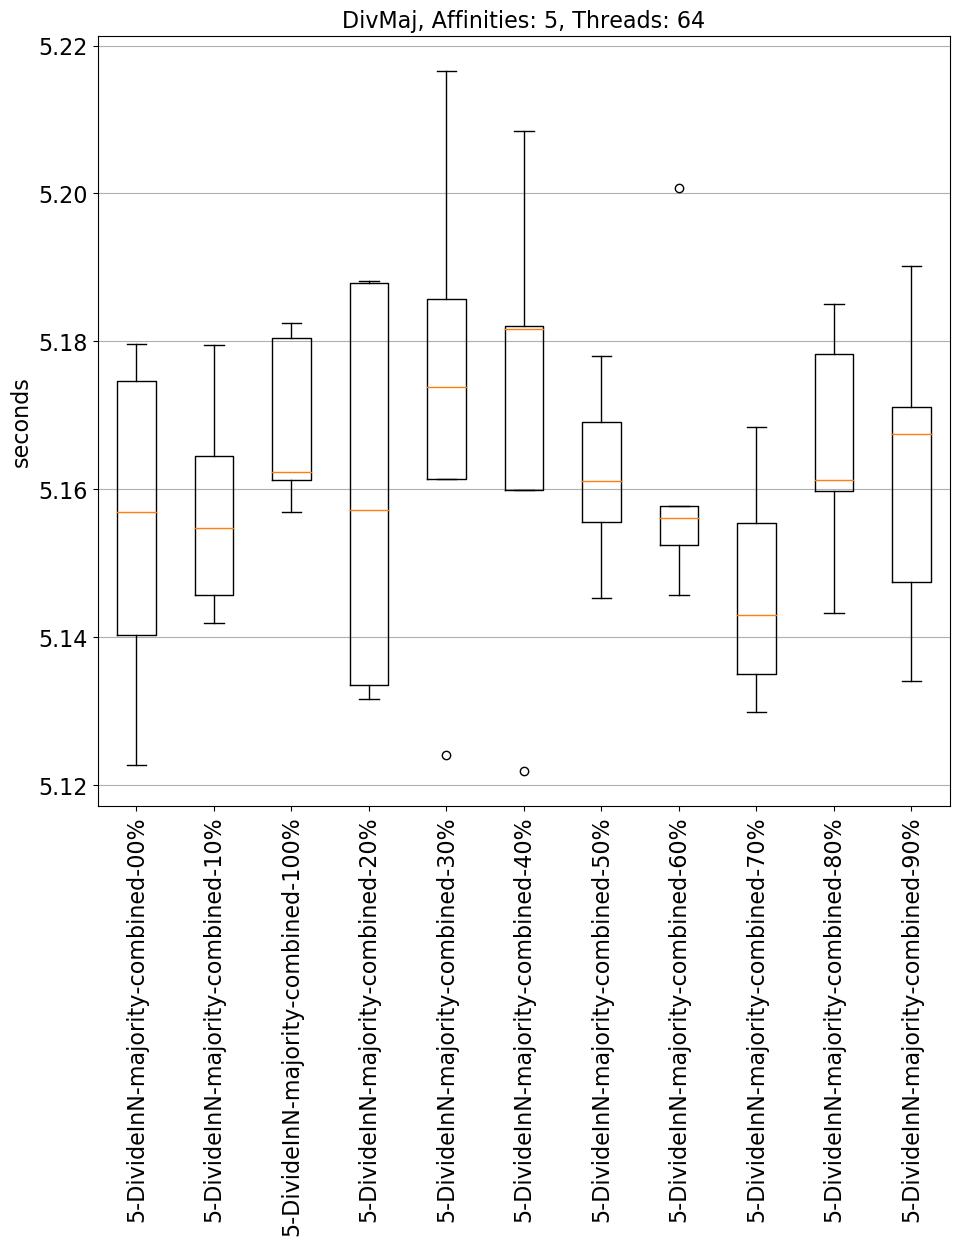 DivMaj, Affinities: 5, Threads: 64
5.22
5.20
5.18
5.16
5.14
5.12
seconds
5-DivideInN-majority-combined-00%
5-DivideInN-majority-combined-10%
5-DivideInN-majority-combined-100%
5-DivideInN-majority-combined-20%
5-DivideInN-majority-combined-30%
5-DivideInN-majority-combined-40%
5-DivideInN-majority-combined-50%
5-DivideInN-majority-combined-60%
5-DivideInN-majority-combined-70%
5-DivideInN-majority-combined-80%
5-DivideInN-majority-combined-90%